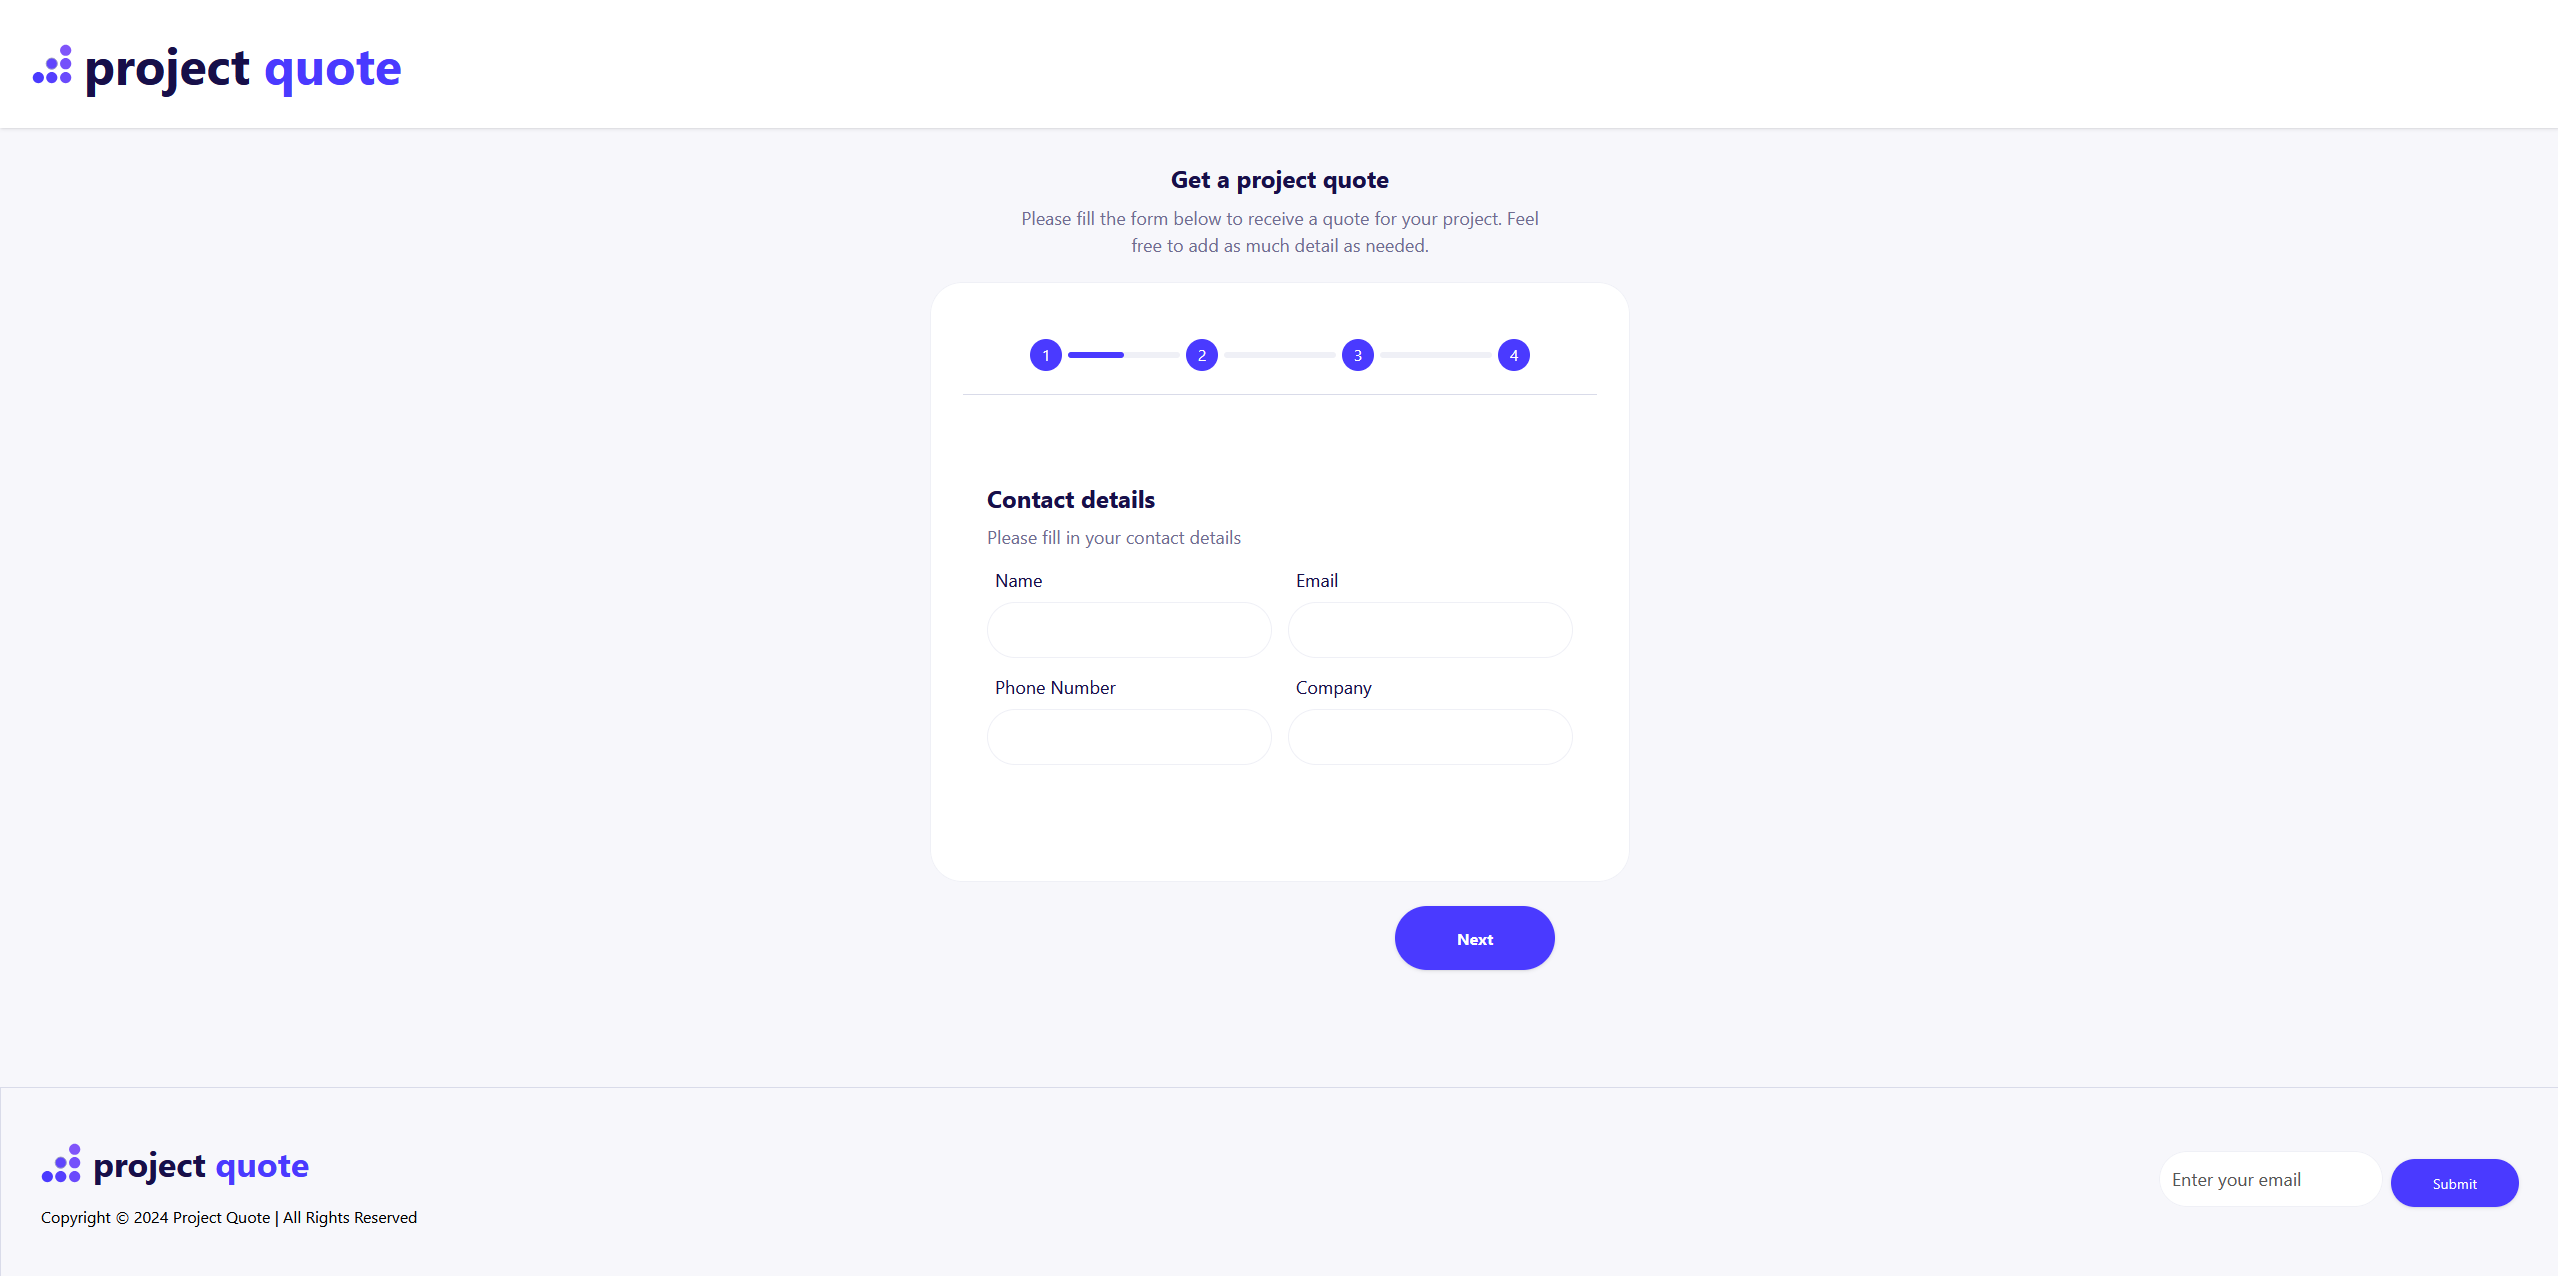 project quote
Get a project quote
Please fill the form below to receive a quote for your project. Feel
free to add as much detail as needed.
1 2 3 4
Contact details
Please fill in your contact details
Name Email
Phone Number Company
Next
project quote
Copyright © 2024 Project Quote | All Rights Reserved
Enter your email Submit